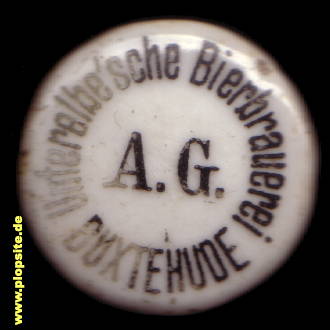 Unterelbe'sche Bierbrauerei
A.G.
BUXTEHUDE
www.plopsite.de